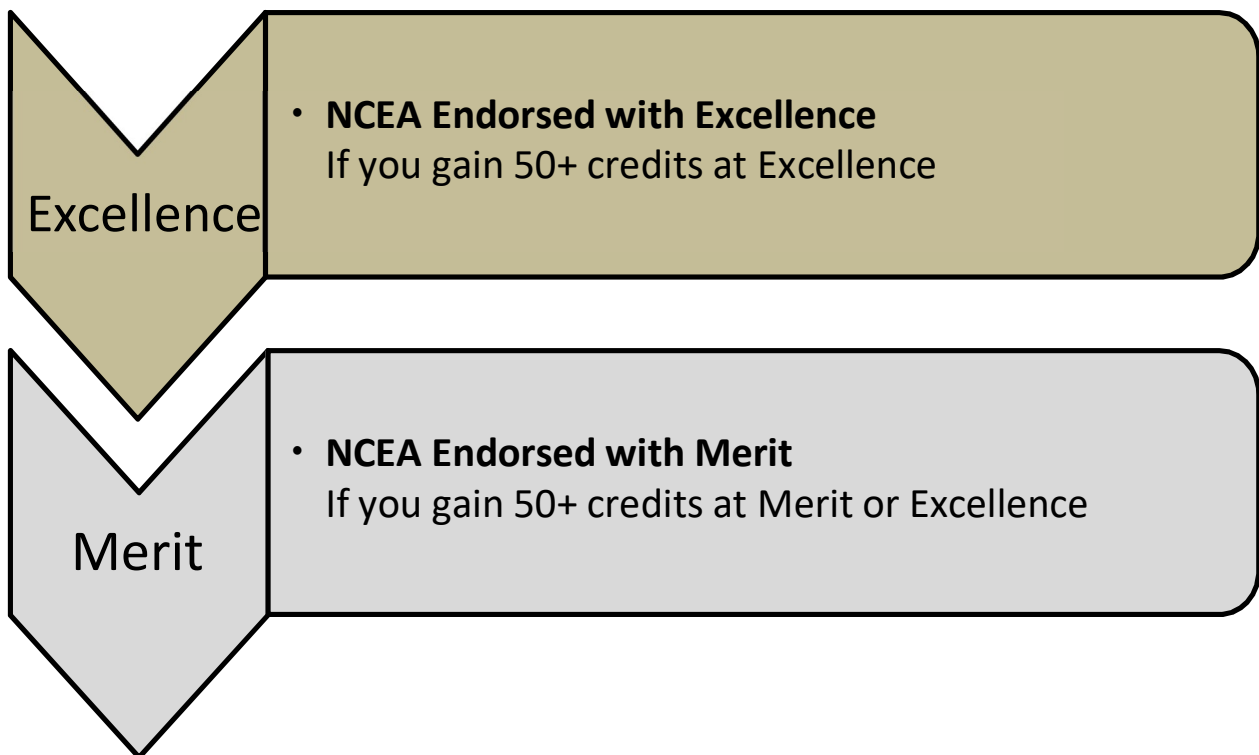 Excellence
• NCEA Endorsed with Excellence
If you gain 50+ credits at Excellence
Merit
• NCEA Endorsed with Merit
If you gain 50+ credits at Merit or Excellence